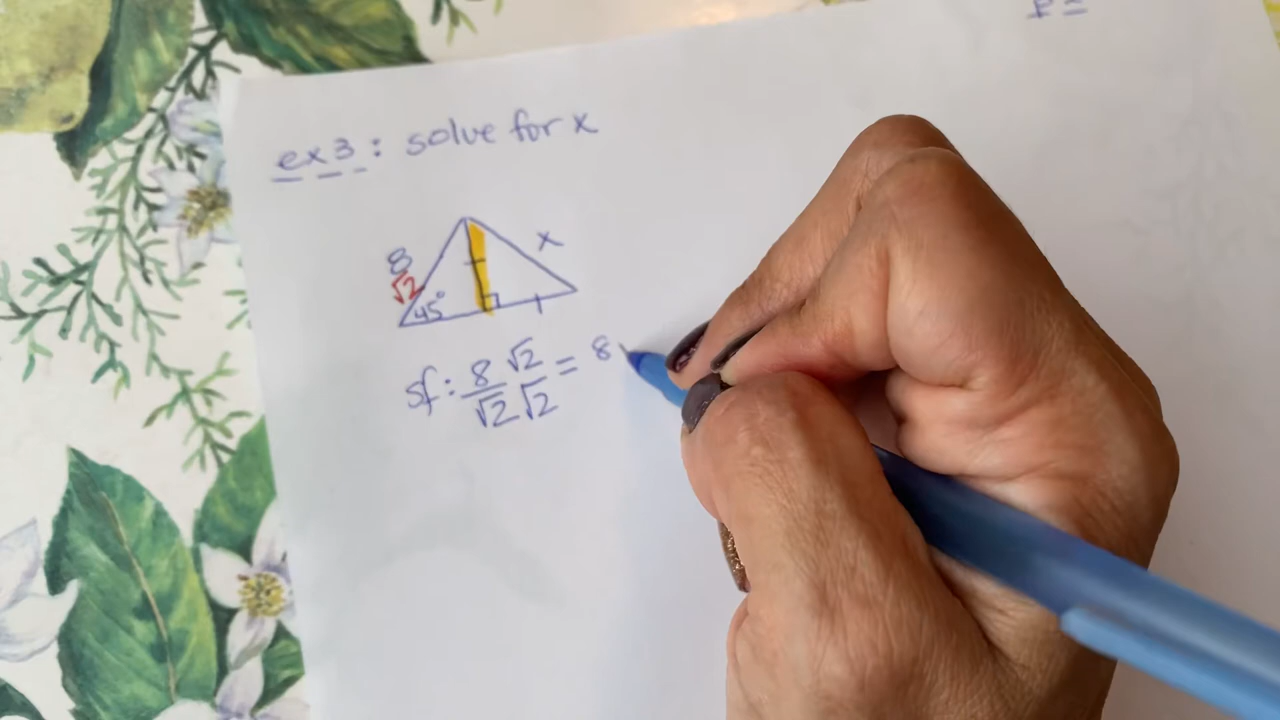 ex 3 : solve for x
8
√2
x
45°
sf: 8 √2 / √2 √2 = 8